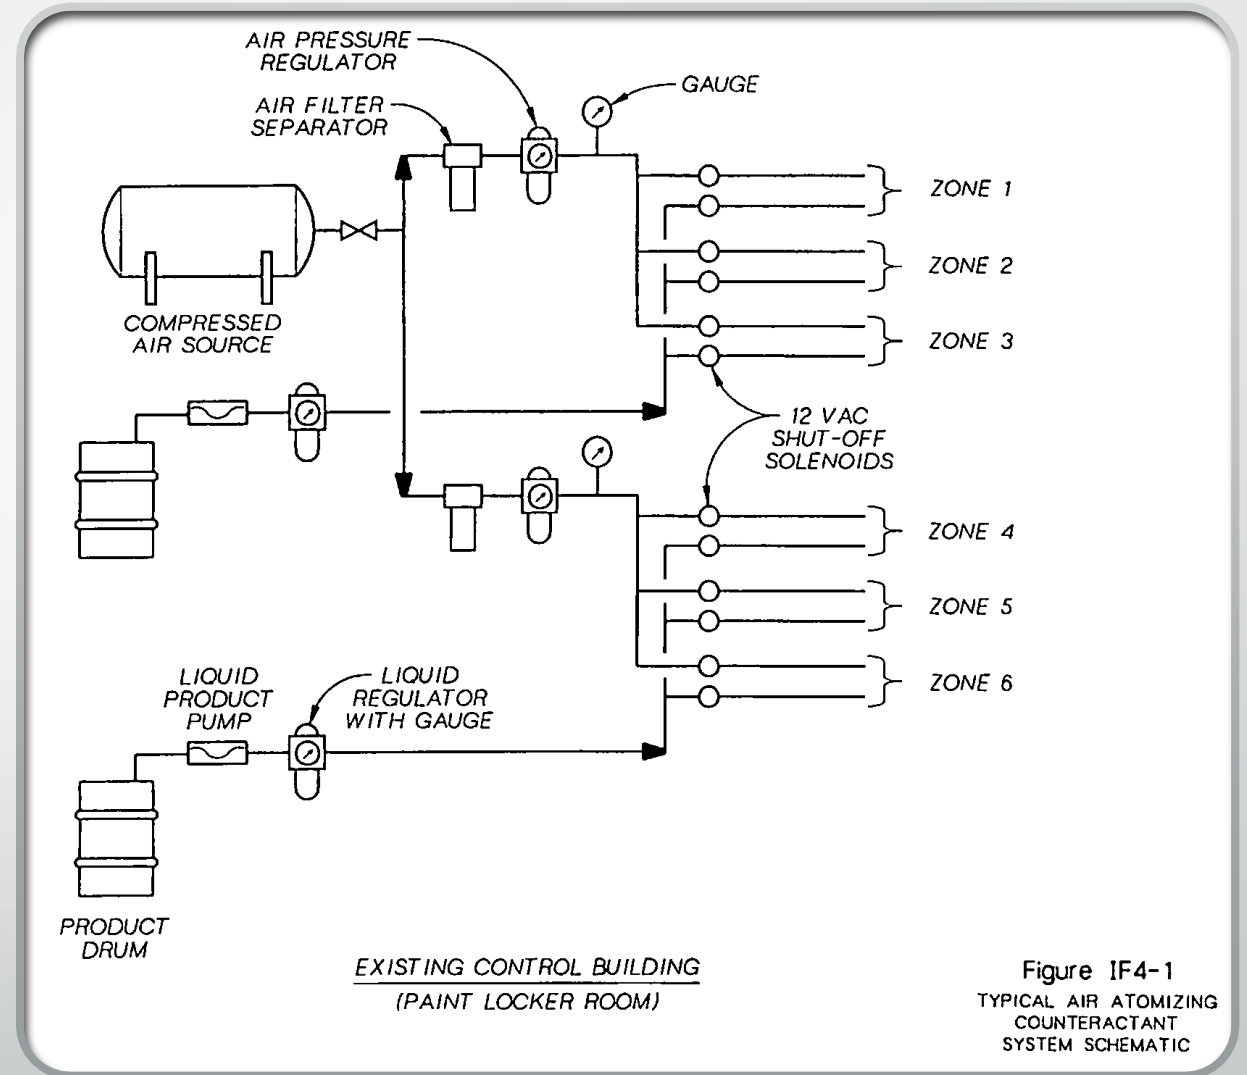 AIR PRESSURE
REGULATOR
GAUGE
AIR FILTER
SEPARATOR
ZONE 1
ZONE 2
COMPRESSED
AIR SOURCE
ZONE 3
12 VAC
SHUT-OFF
SOLENOIDS
ZONE 4
ZONE 5
LIQUID
PRODUCT
PUMP
LIQUID
REGULATOR
WITH GAUGE
ZONE 6
PRODUCT
DRUM
EXISTING CONTROL BUILDING
(PAINT LOCKER ROOM)
Figure IF4-1
TYPICAL AIR ATOMIZING
COUNTERACTANT
SYSTEM SCHEMATIC